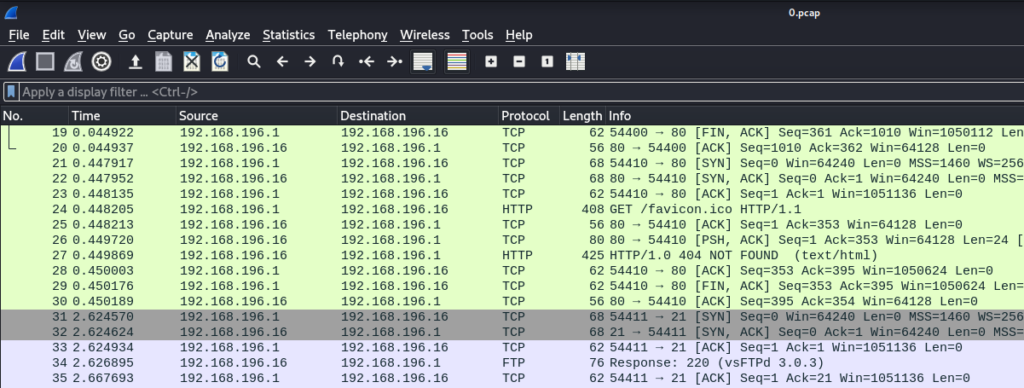 0.pcap
File Edit View Go Capture Analyze Statistics Telephony Wireless Tools Help
Apply a display filter ... <Ctrl-/>
No. Time Source Destination Protocol Length Info
19 0.044922 192.168.196.1 192.168.196.16 TCP 62 54400 → 80 [FIN, ACK] Seq=361 Ack=1010 Win=1050112 Len
20 0.044937 192.168.196.16 192.168.196.1 TCP 56 80 → 54400 [ACK] Seq=1010 Ack=362 Win=64128 Len=0
21 0.447917 192.168.196.1 192.168.196.16 TCP 68 54410 → 80 [SYN] Seq=0 Win=64240 Len=0 MSS=1460 WS=256
22 0.447952 192.168.196.16 192.168.196.1 TCP 68 80 → 54410 [SYN, ACK] Seq=0 Ack=1 Win=64240 Len=0 MSS=
23 0.448135 192.168.196.1 192.168.196.16 TCP 62 54410 → 80 [ACK] Seq=1 Ack=1 Win=1051136 Len=0
24 0.448205 192.168.196.1 192.168.196.16 HTTP 408 GET /favicon.ico HTTP/1.1
25 0.448213 192.168.196.16 192.168.196.1 TCP 56 80 → 54410 [ACK] Seq=1 Ack=353 Win=64128 Len=0
26 0.449720 192.168.196.16 192.168.196.1 TCP 80 80 → 54410 [PSH, ACK] Seq=1 Ack=353 Win=64128 Len=24 [
27 0.449869 192.168.196.16 192.168.196.1 HTTP 425 HTTP/1.0 404 NOT FOUND (text/html)
28 0.450003 192.168.196.1 192.168.196.16 TCP 62 54410 → 80 [ACK] Seq=353 Ack=395 Win=1050624 Len=0
29 0.450176 192.168.196.1 192.168.196.16 TCP 62 54410 → 80 [FIN, ACK] Seq=353 Ack=395 Win=1050624 Len=
30 0.450189 192.168.196.16 192.168.196.1 TCP 56 80 → 54410 [ACK] Seq=395 Ack=354 Win=64128 Len=0
31 2.624570 192.168.196.1 192.168.196.16 TCP 68 54411 → 21 [SYN] Seq=0 Win=64240 Len=0 MSS=1460 WS=256
32 2.624624 192.168.196.16 192.168.196.1 TCP 68 21 → 54411 [SYN, ACK] Seq=0 Ack=1 Win=64240 Len=0 MSS=
33 2.624934 192.168.196.1 192.168.196.16 TCP 62 54411 → 21 [ACK] Seq=1 Ack=1 Win=1051136 Len=0
34 2.626895 192.168.196.16 192.168.196.1 FTP 76 Response: 220 (vsFTPd 3.0.3)
35 2.667693 192.168.196.1 192.168.196.16 TCP 62 54411 → 21 [ACK] Seq=1 Ack=21 Win=1051136 Len=0